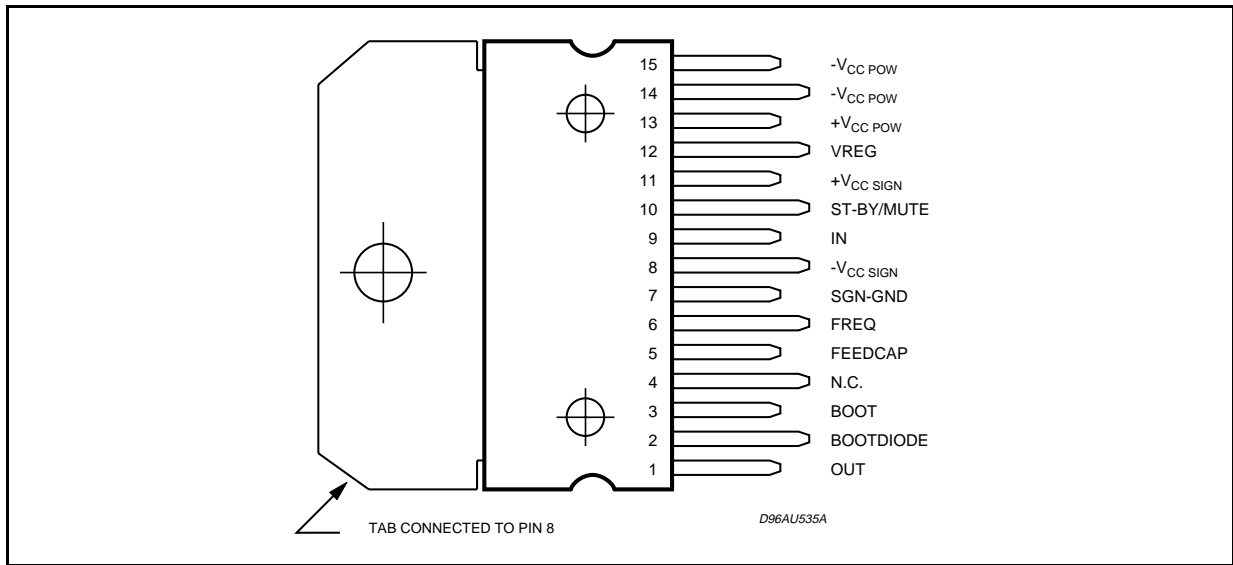 15 -VCC POW
14 -VCC POW
13 +VCC POW
12 VREG
11 +VCC SIGN
10 ST-BY/MUTE
9 IN
8 -VCC SIGN
7 SGN-GND
6 FREQ
5 FEEDCAP
4 N.C.
3 BOOT
2 BOOTDIODE
1 OUT
TAB CONNECTED TO PIN 8
D96AU535A